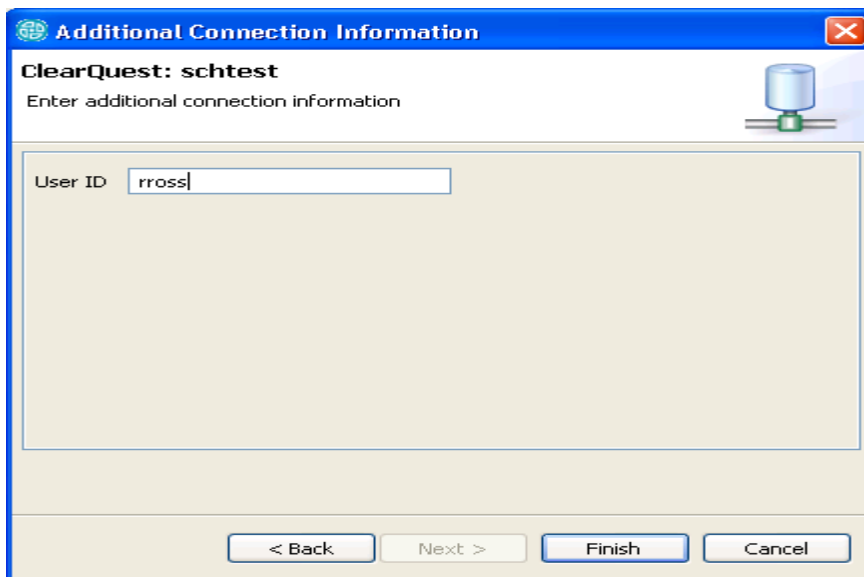 Additional Connection Information
ClearQuest: schtest
Enter additional connection information
User ID rross
< Back Next > Finish Cancel